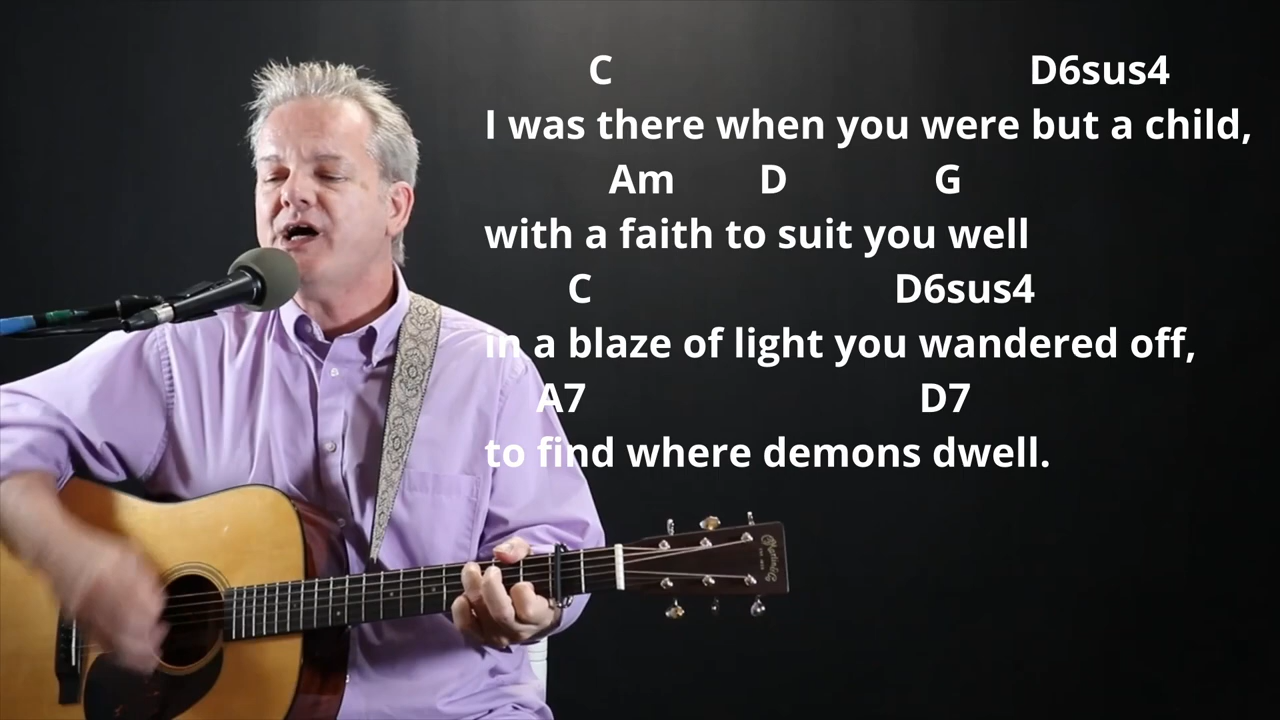 C D6sus4
I was there when you were but a child,
Am D G
with a faith to suit you well
C D6sus4
in a blaze of light you wandered off,
A7 D7
to find where demons dwell.